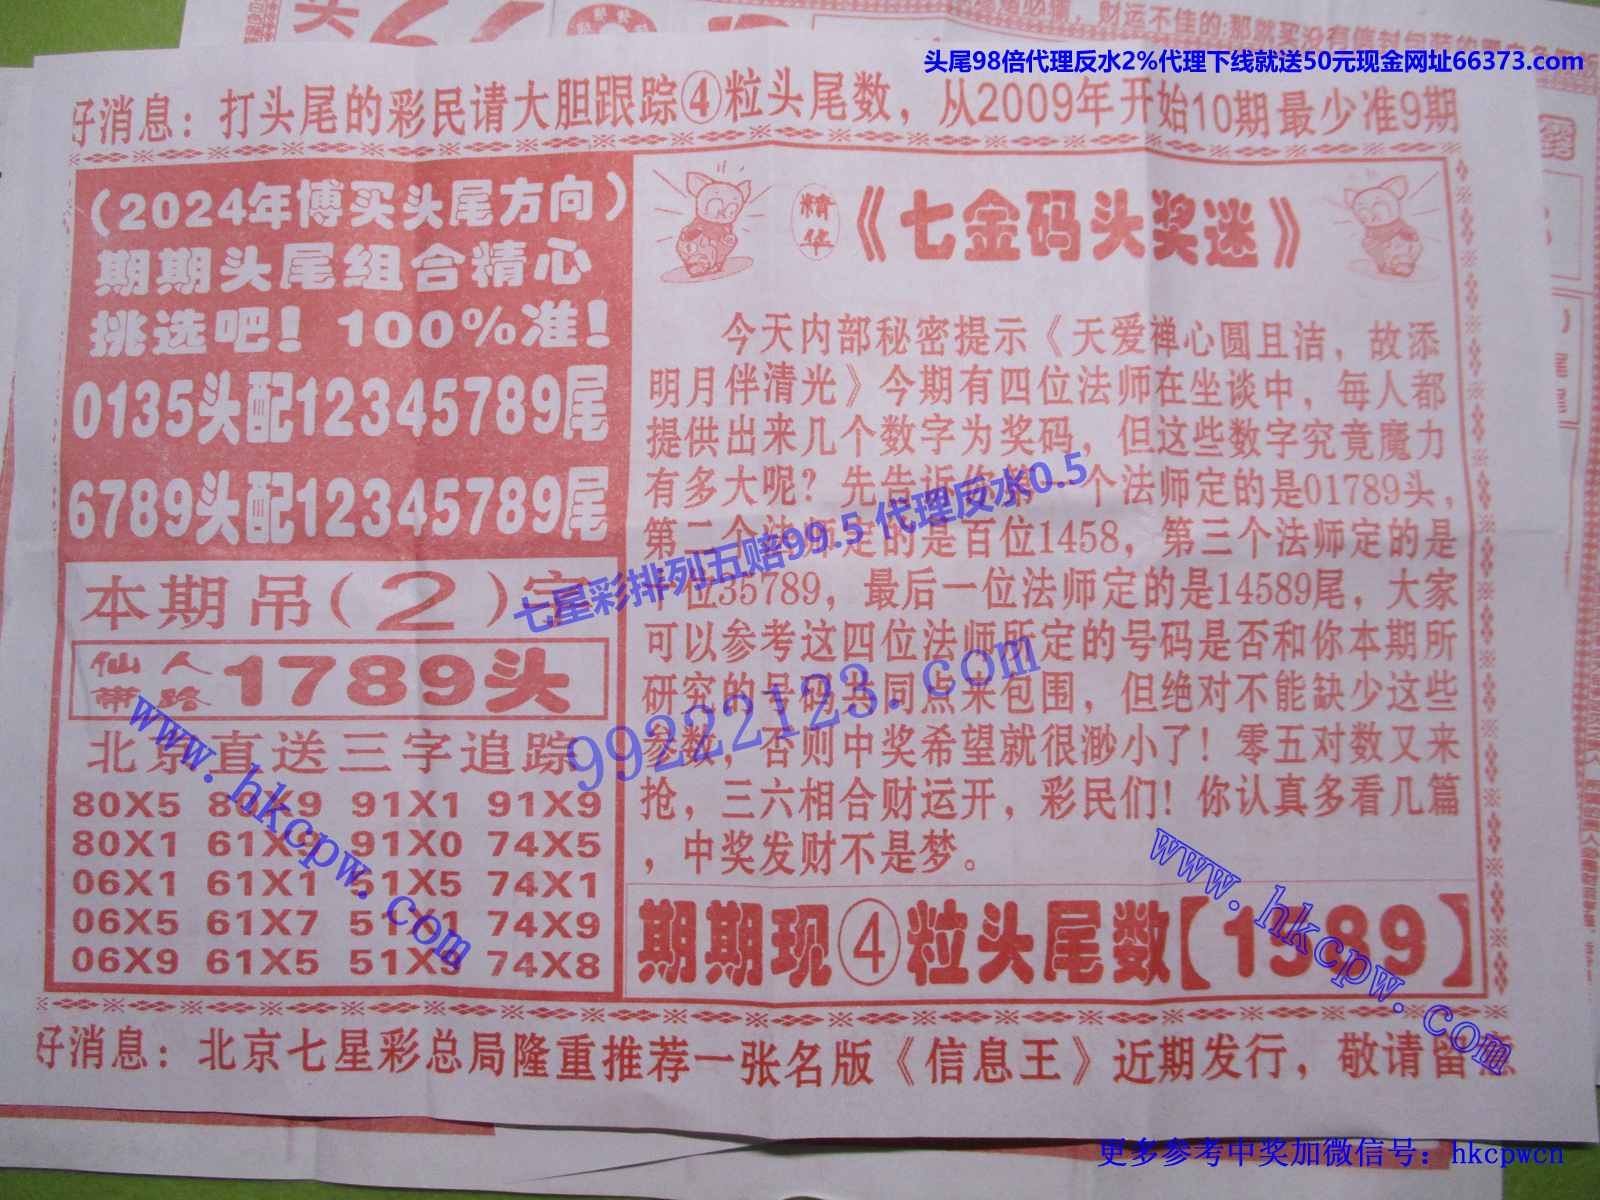 头尾98倍代理反水2%代理下线就送50元现金网址66373.com
好消息：打头尾的彩民请大胆跟踪④粒头尾数，从2009年开始10期最少准9期
（2024年博买头尾方向）
期期头尾组合精心
挑选吧！100%准！
0135头配12345789尾
6789头配12345789尾
本期吊（2）字
仙人
带路
1789头
北京直送三字追踪
80X5 80X9 91X1 91X9
80X1 61X9 91X0 74X5
06X1 61X1 51X5 74X1
06X5 61X7 51X1 74X9
06X9 61X5 51X9 74X8
精华
《七金码头奖迷》
今天内部秘密提示《天爱禅心圆且洁，故添
明月伴清光》今期有四位法师在坐谈中，每人都
提供出来几个数字为奖码，但这些数字究竟魔力
有多大呢？先告诉你第一个法师定的是01789头，
第二个法师定的是百位1458，第三个法师定的是
十位35789，最后一位法师定的是14589尾，大家
可以参考这四位法师所定的号码是否和你本期所
研究的号码共同点来包围，但绝对不能缺少这些
参数，否则中奖希望就很渺小了！零五对数又来
抢，三六相合财运开，彩民们！你认真多看几篇
，中奖发财不是梦。
期期现④粒头尾数【1589】
好消息：北京七星彩总局隆重推荐一张名版《信息王》近期发行，敬请留意
七星彩排列五赔99.5 代理反水0.5
99222123.com
www.hkcpw.com
www.hkcpw.com
更多参考中奖加微信号：hkcpwcn